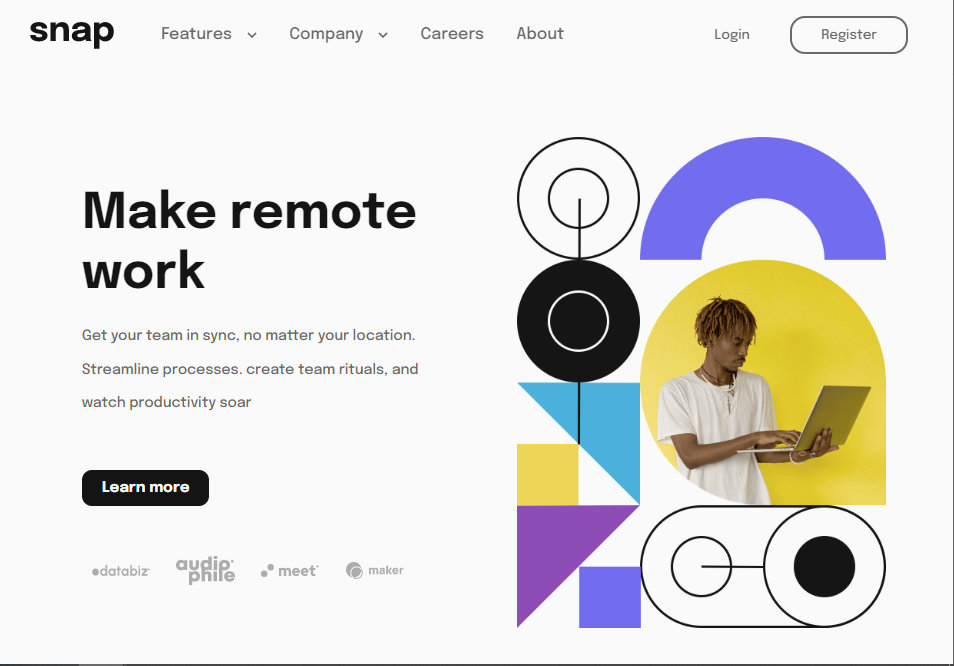 snap
Features
Company
Careers
About
Login
Register
Make remote
work
Get your team in sync, no matter your location.
Streamline processes. create team rituals, and
watch productivity soar
Learn more
databiz
audiophile
meet
maker